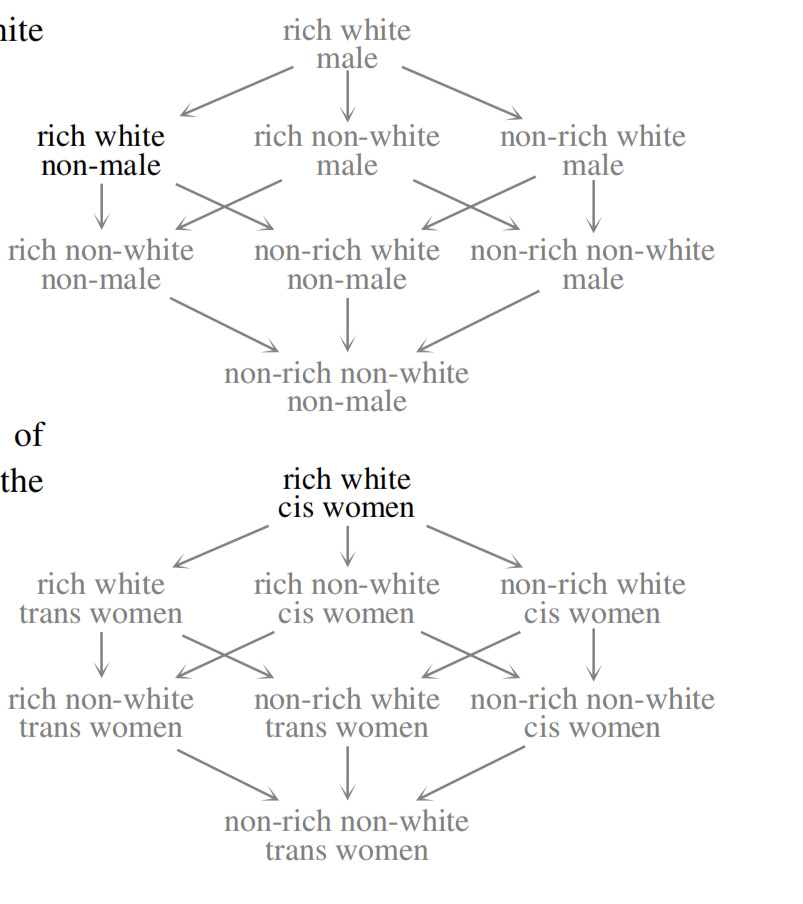 rich white
male
rich white rich non-white non-rich white
non-male male male
rich non-white non-rich white non-rich non-white
non-male non-male male
non-rich non-white
non-male
of
the
rich white
cis women
rich white rich non-white non-rich white
trans women cis women cis women
rich non-white non-rich white non-rich non-white
trans women trans women cis women
non-rich non-white
trans women